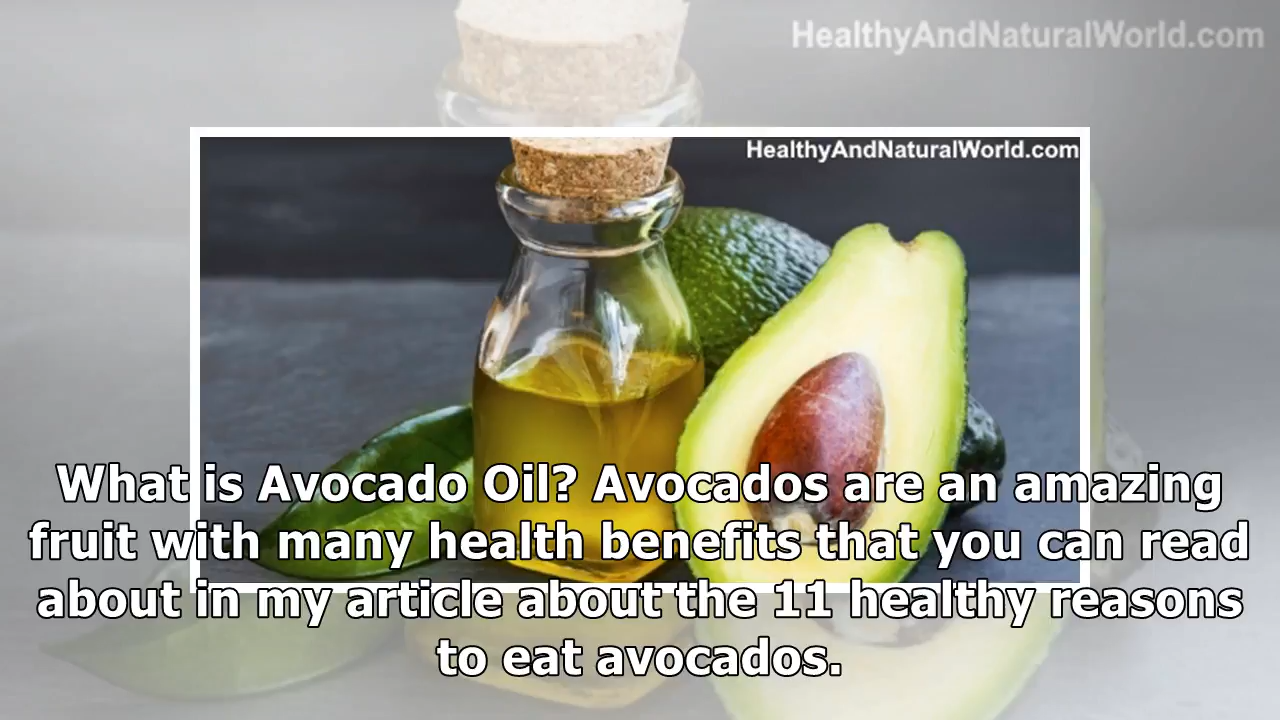 HealthyAndNaturalWorld.com
HealthyAndNaturalWorld.com
What is Avocado Oil? Avocados are an amazing
fruit with many health benefits that you can read
about in my article about the 11 healthy reasons
to eat avocados.